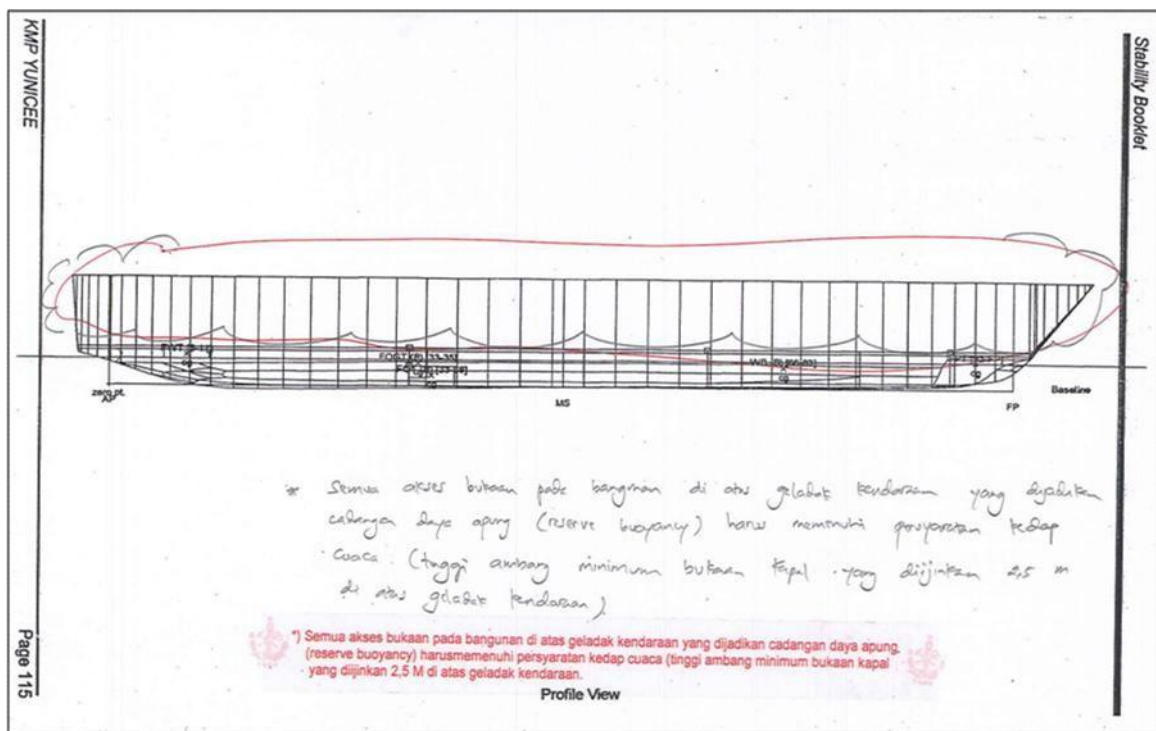 Stability Booklet
KMP YUNICEE
FOGT
zero pt.
AP
MS
FP
Baseline
* Semua akses bukaan pada bangunan di atas geladak kendaraan yang dijadikan
cadangan daya apung (reserve buoyancy) harus memenuhi persyaratan kedap
cuaca (tinggi ambang minimum bukaan kapal yang diijinkan 2,5 m
di atas geladak kendaraan)
*) Semua akses bukaan pada bangunan di atas geladak kendaraan yang dijadikan cadangan daya apung
(reserve buoyancy) harusmemenuhi persyaratan kedap cuaca (tinggi ambang minimum bukaan kapal
yang diijinkan 2,5 M di atas geladak kendaraan.
Profile View
Page 115